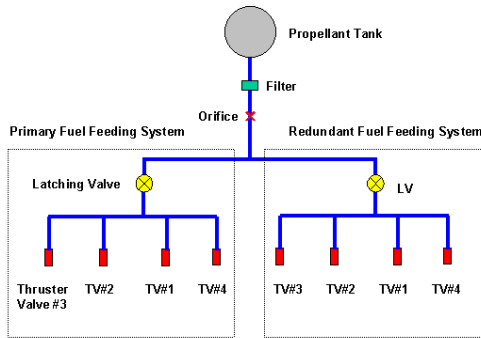 Propellant Tank
Filter
Orifice
Primary Fuel Feeding System
Redundant Fuel Feeding System
Latching Valve
LV
Thruster
Valve #3
TV#2
TV#1
TV#4
TV#3
TV#2
TV#1
TV#4